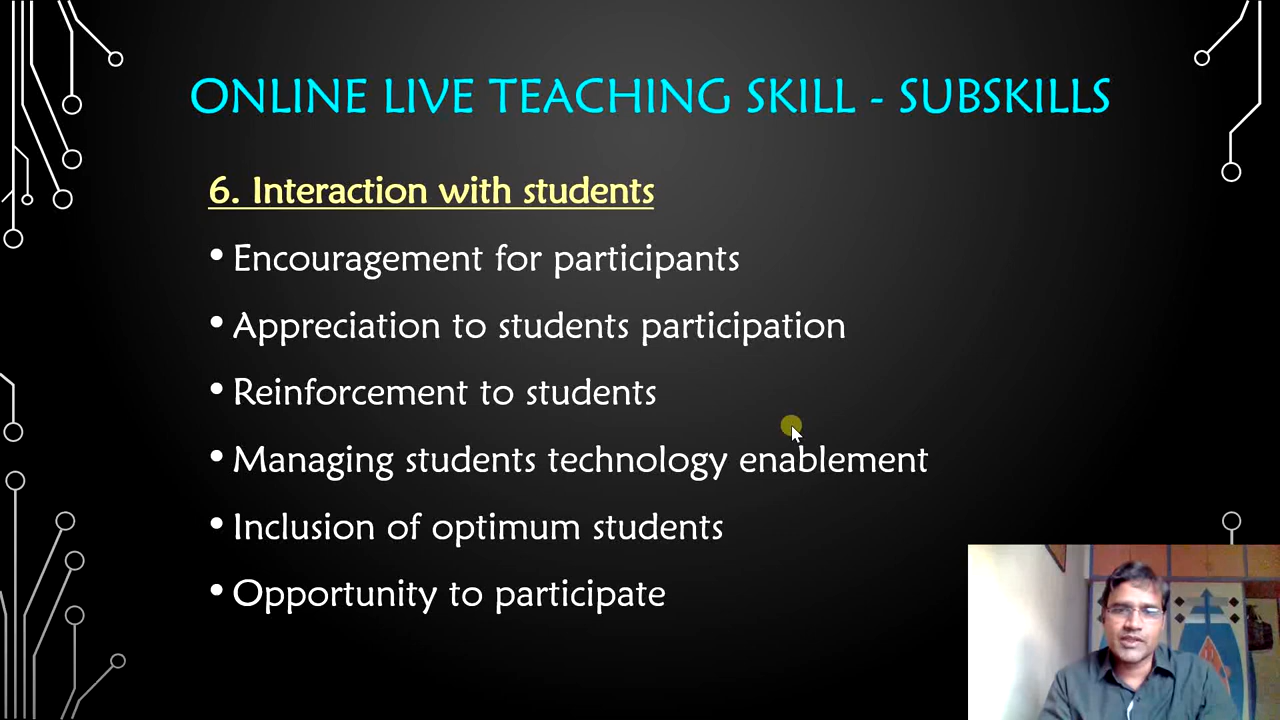 ONLINE LIVE TEACHING SKILL - SUBSKILLS
6. Interaction with students
• Encouragement for participants
• Appreciation to students participation
• Reinforcement to students
• Managing students technology enablement
• Inclusion of optimum students
• Opportunity to participate